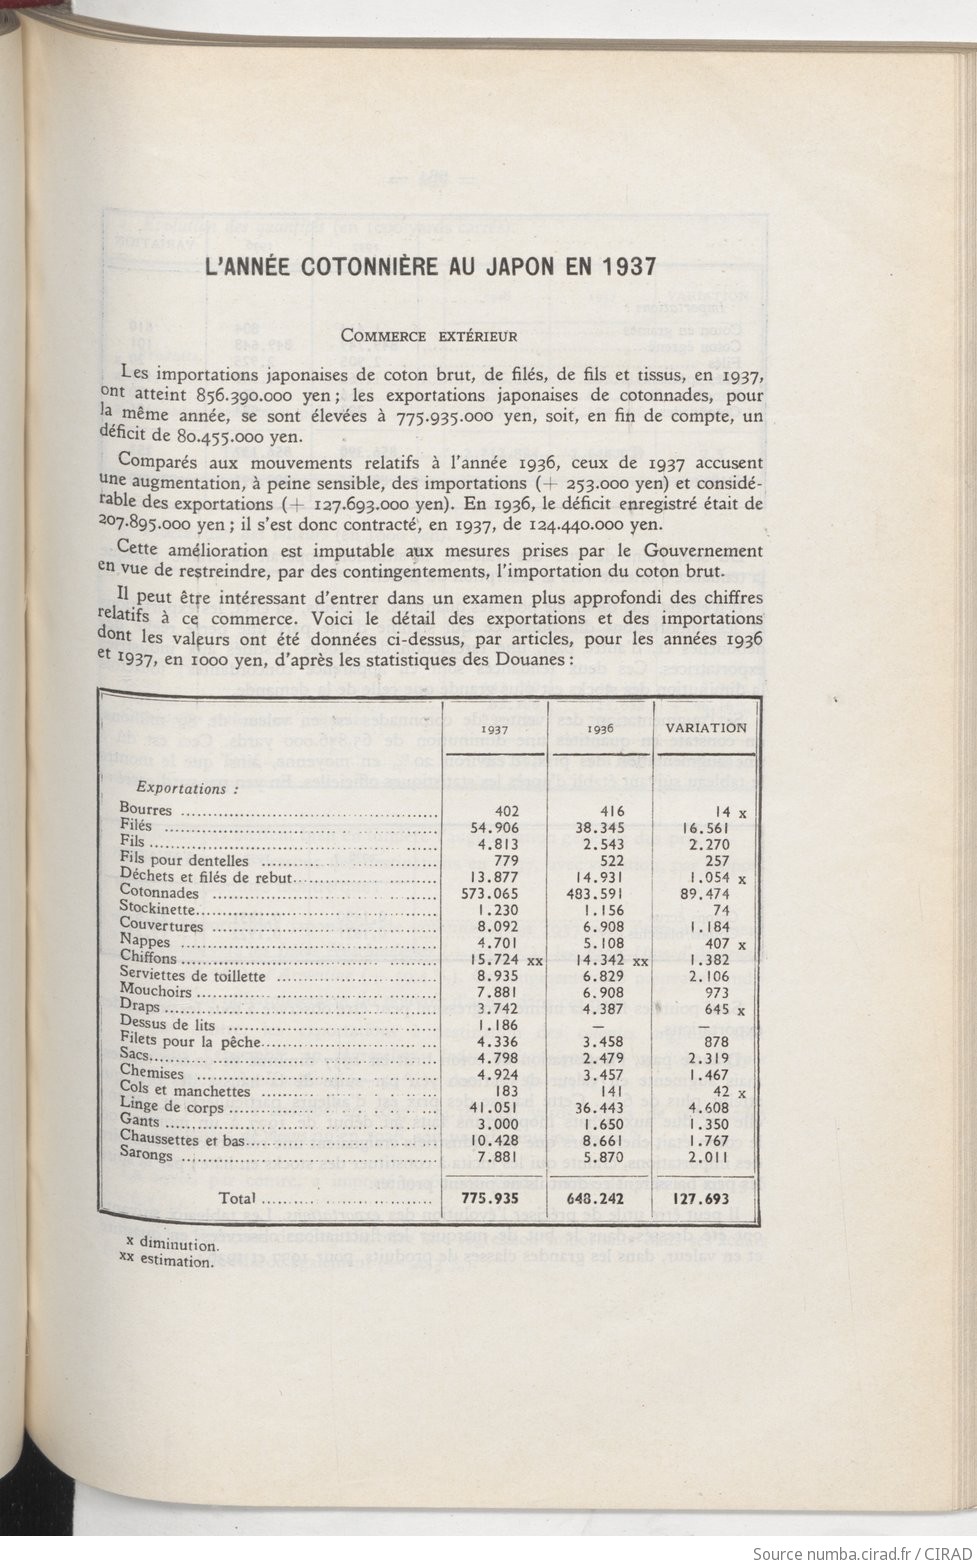 L'ANNÉE COTONNIÈRE AU JAPON EN 1937
COMMERCE EXTÉRIEUR
Les importations japonaises de coton brut, de filés, de fils et tissus, en 1937,
ont atteint 856.390.000 yen ; les exportations japonaises de cotonnades, pour
la même année, se sont élevées à 775.935.000 yen, soit, en fin de compte, un
déficit de 80.455.000 yen.
Comparés aux mouvements relatifs à l'année 1936, ceux de 1937 accusent
une augmentation, à peine sensible, des importations (+ 253.000 yen) et considé-
rable des exportations (+ 127.693.000 yen). En 1936, le déficit enregistré était de
207.895.000 yen ; il s'est donc contracté, en 1937, de 124.440.000 yen.
Cette amélioration est imputable aux mesures prises par le Gouvernement
en vue de restreindre, par des contingentements, l'importation du coton brut.
Il peut être intéressant d'entrer dans un examen plus approfondi des chiffres
relatifs à ce commerce. Voici le détail des exportations et des importations
dont les valeurs ont été données ci-dessus, par articles, pour les années 1936
et 1937, en 1000 yen, d'après les statistiques des Douanes :
1937 1936 VARIATION
Exportations :
Bourres 402 416 14 x
Filés 54.906 38.345 16.561
Fils 4.813 2.543 2.270
Fils pour dentelles 779 522 257
Déchets et filés de rebut 13.877 14.931 1.054 x
Cotonnades 573.065 483.591 89.474
Stockinette 1.230 1.156 74
Couvertures 8.092 6.908 1.184
Nappes 4.701 5.108 407 x
Chiffons 15.724 xx 14.342 xx 1.382
Serviettes de toillette 8.935 6.829 2.106
Mouchoirs 7.881 6.908 973
Draps 3.742 4.387 645 x
Dessus de lits 1.186 — —
Filets pour la pêche 4.336 3.458 878
Sacs 4.798 2.479 2.319
Chemises 4.924 3.457 1.467
Cols et manchettes 183 141 42 x
Linge de corps 41.051 36.443 4.608
Gants 3.000 1.650 1.350
Chaussettes et bas 10.428 8.661 1.767
Sarongs 7.881 5.870 2.011
Total 775.935 648.242 127.693
x diminution.
xx estimation.
Source numba.cirad.fr / CIRAD